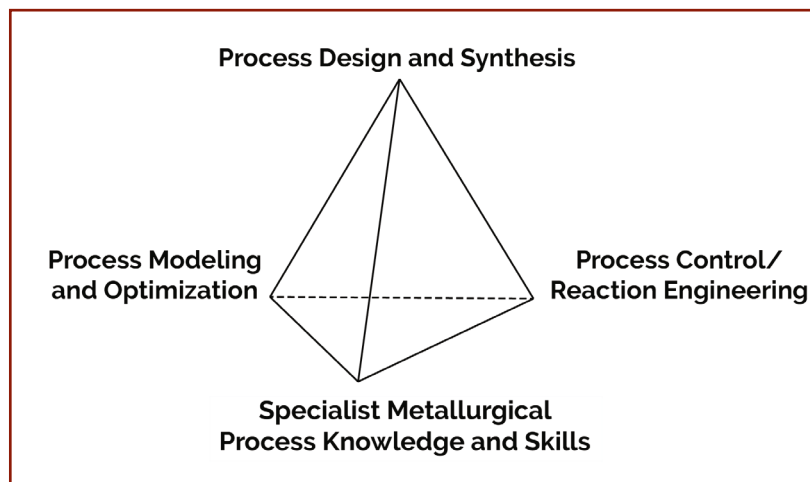 Process Design and Synthesis
Process Modeling
and Optimization
Process Control/
Reaction Engineering
Specialist Metallurgical
Process Knowledge and Skills